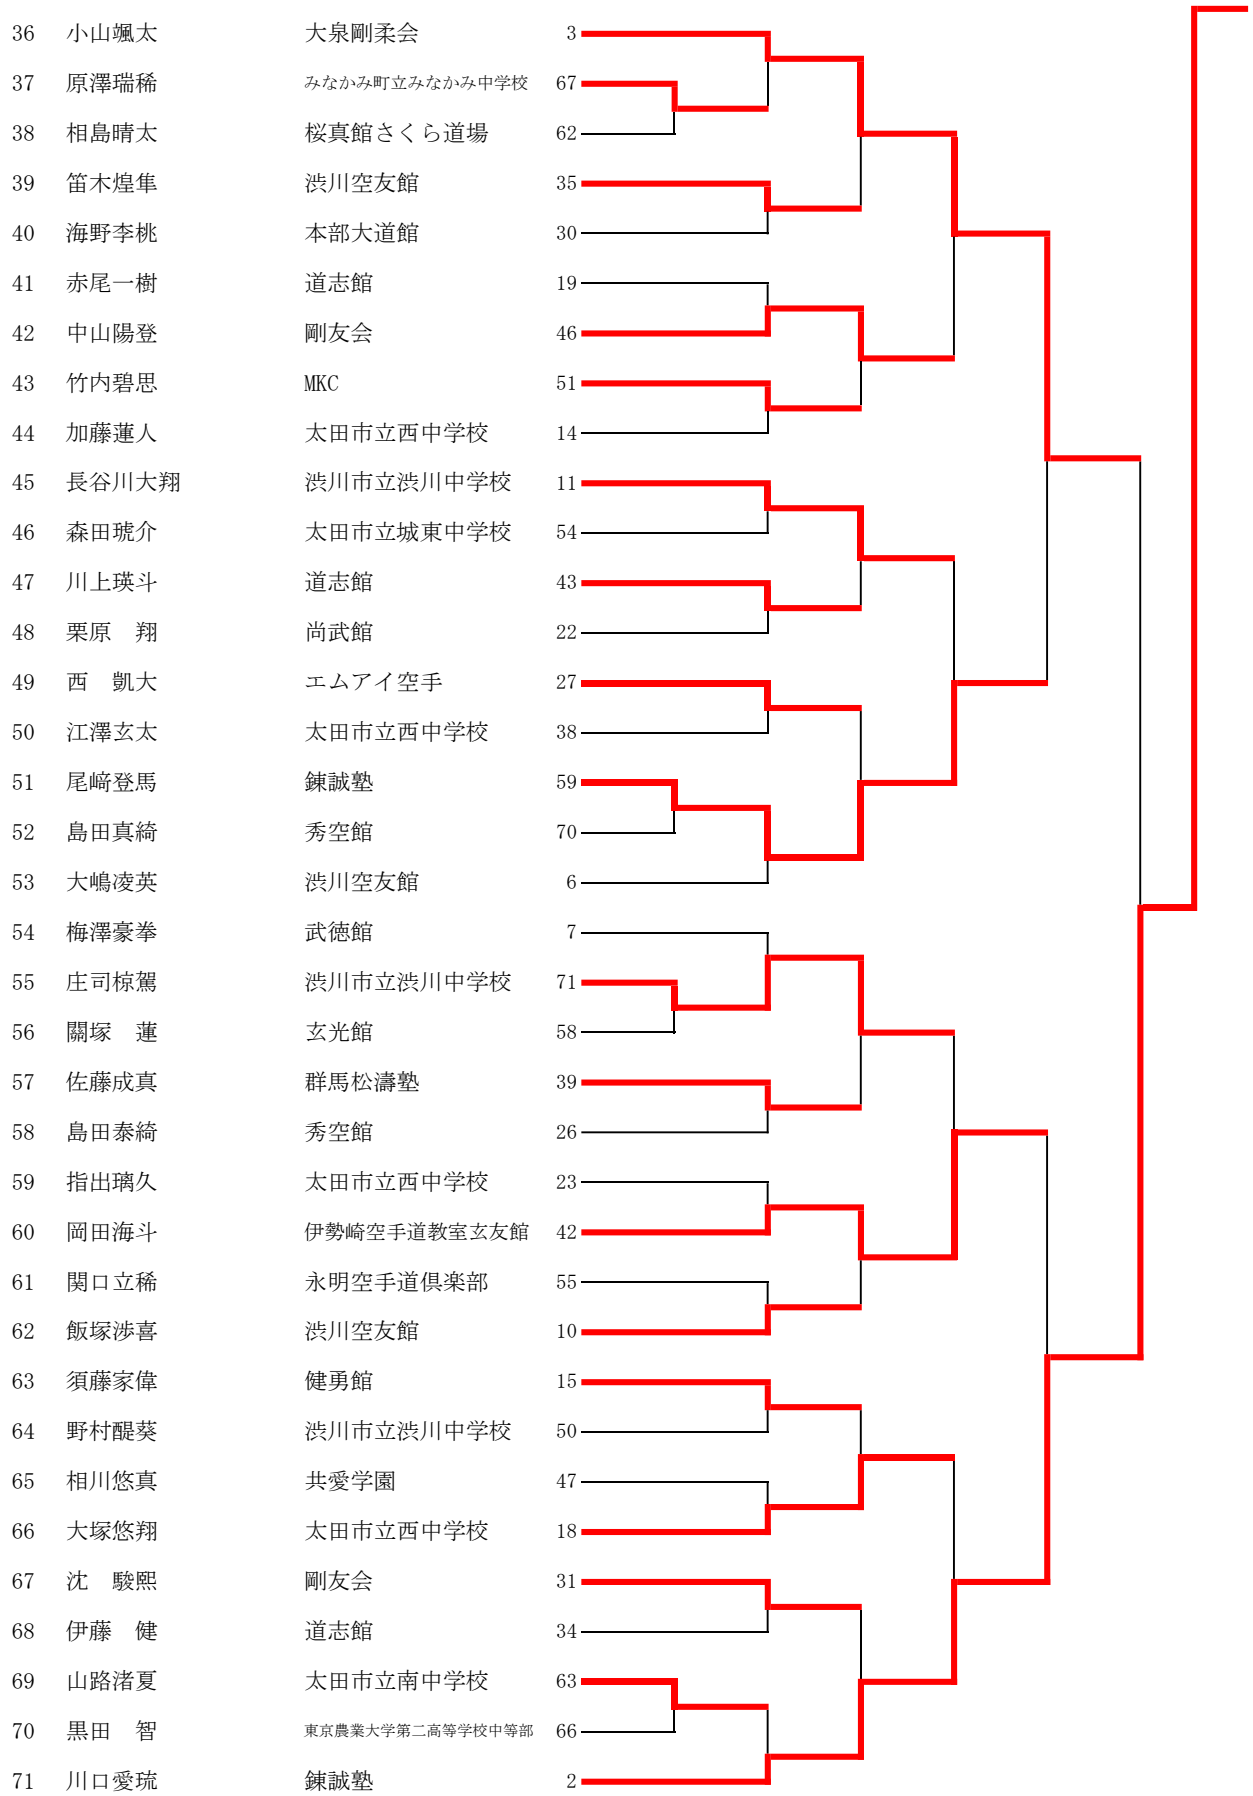 36 小山颯太 大泉剛柔会 3
37 原澤瑞稀 みなかみ町立みなかみ中学校 67
38 相島晴太 桜真館さくら道場 62
39 笛木煌隼 渋川空友館 35
40 海野李桃 本部大道館 30
41 赤尾一樹 道志館 19
42 中山陽登 剛友会 46
43 竹内碧思 MKC 51
44 加藤蓮人 太田市立西中学校 14
45 長谷川大翔 渋川市立渋川中学校 11
46 森田琥介 太田市立城東中学校 54
47 川上瑛斗 道志館 43
48 栗原　翔 尚武館 22
49 西　凱大 エムアイ空手 27
50 江澤玄太 太田市立西中学校 38
51 尾﨑登馬 錬誠塾 59
52 島田真綺 秀空館 70
53 大嶋凌英 渋川空友館 6
54 梅澤豪拳 武徳館 7
55 庄司椋駕 渋川市立渋川中学校 71
56 關塚　蓮 玄光館 58
57 佐藤成真 群馬松濤塾 39
58 島田泰綺 秀空館 26
59 指出璃久 太田市立西中学校 23
60 岡田海斗 伊勢崎空手道教室玄友館 42
61 関口立稀 永明空手道倶楽部 55
62 飯塚渉喜 渋川空友館 10
63 須藤家偉 健勇館 15
64 野村醍葵 渋川市立渋川中学校 50
65 相川悠真 共愛学園 47
66 大塚悠翔 太田市立西中学校 18
67 沈　駿熙 剛友会 31
68 伊藤　健 道志館 34
69 山路渚夏 太田市立南中学校 63
70 黒田　智 東京農業大学第二高等学校中等部 66
71 川口愛琉 錬誠塾 2